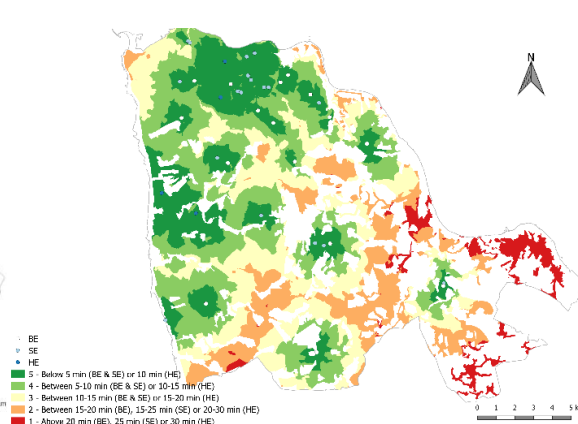 N
BE
SE
HE
5 - Below 5 min (BE & SE) or 10 min (HE)
4 - Between 5-10 min (BE & SE) or 10-15 min (HE)
3 - Between 10-15 min (BE & SE) or 15-20 min (HE)
2 - Between 15-20 min (BE), 15-25 min (SE) or 20-30 min (HE)
1 - Above 20 min (BE), 25 min (SE) or 30 min (HE)
0 1 2 3 4 5 k